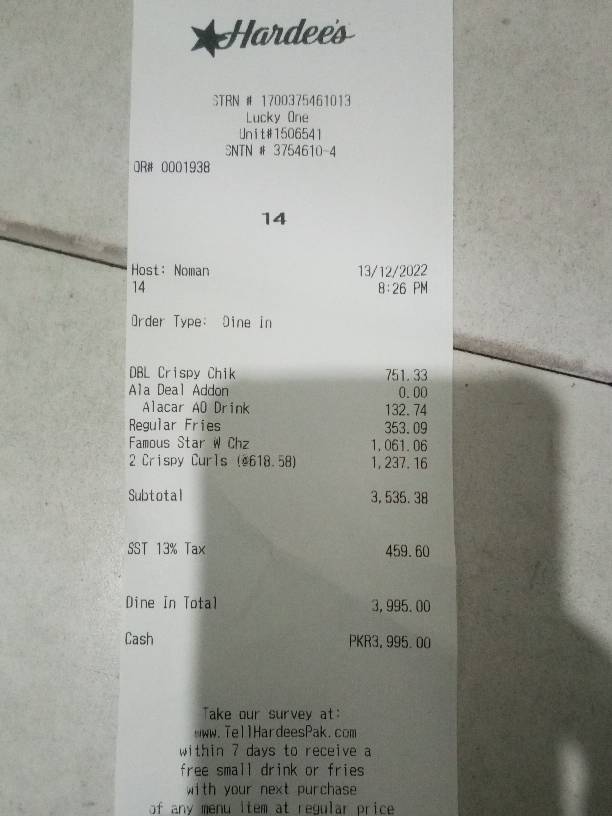 Hardee's
STRN # 1700375461013
Lucky One
Unit#1506541
SNTN # 3754610-4
OR# 0001938
14
Host: Noman 13/12/2022
14 8:26 PM
Order Type: Dine in
DBL Crispy Chik 751.33
Ala Deal Addon 0.00
Alacar AO Drink 132.74
Regular Fries 353.09
Famous Star W Chz 1,061.06
2 Crispy Curls (@618.58) 1,237.16
Subtotal 3,535.38
SST 13% Tax 459.60
Dine In Total 3,995.00
Cash PKR3,995.00
Take our survey at:
www.TellHardeesPak.com
within 7 days to receive a
free small drink or fries
with your next purchase
of any menu item at regular price